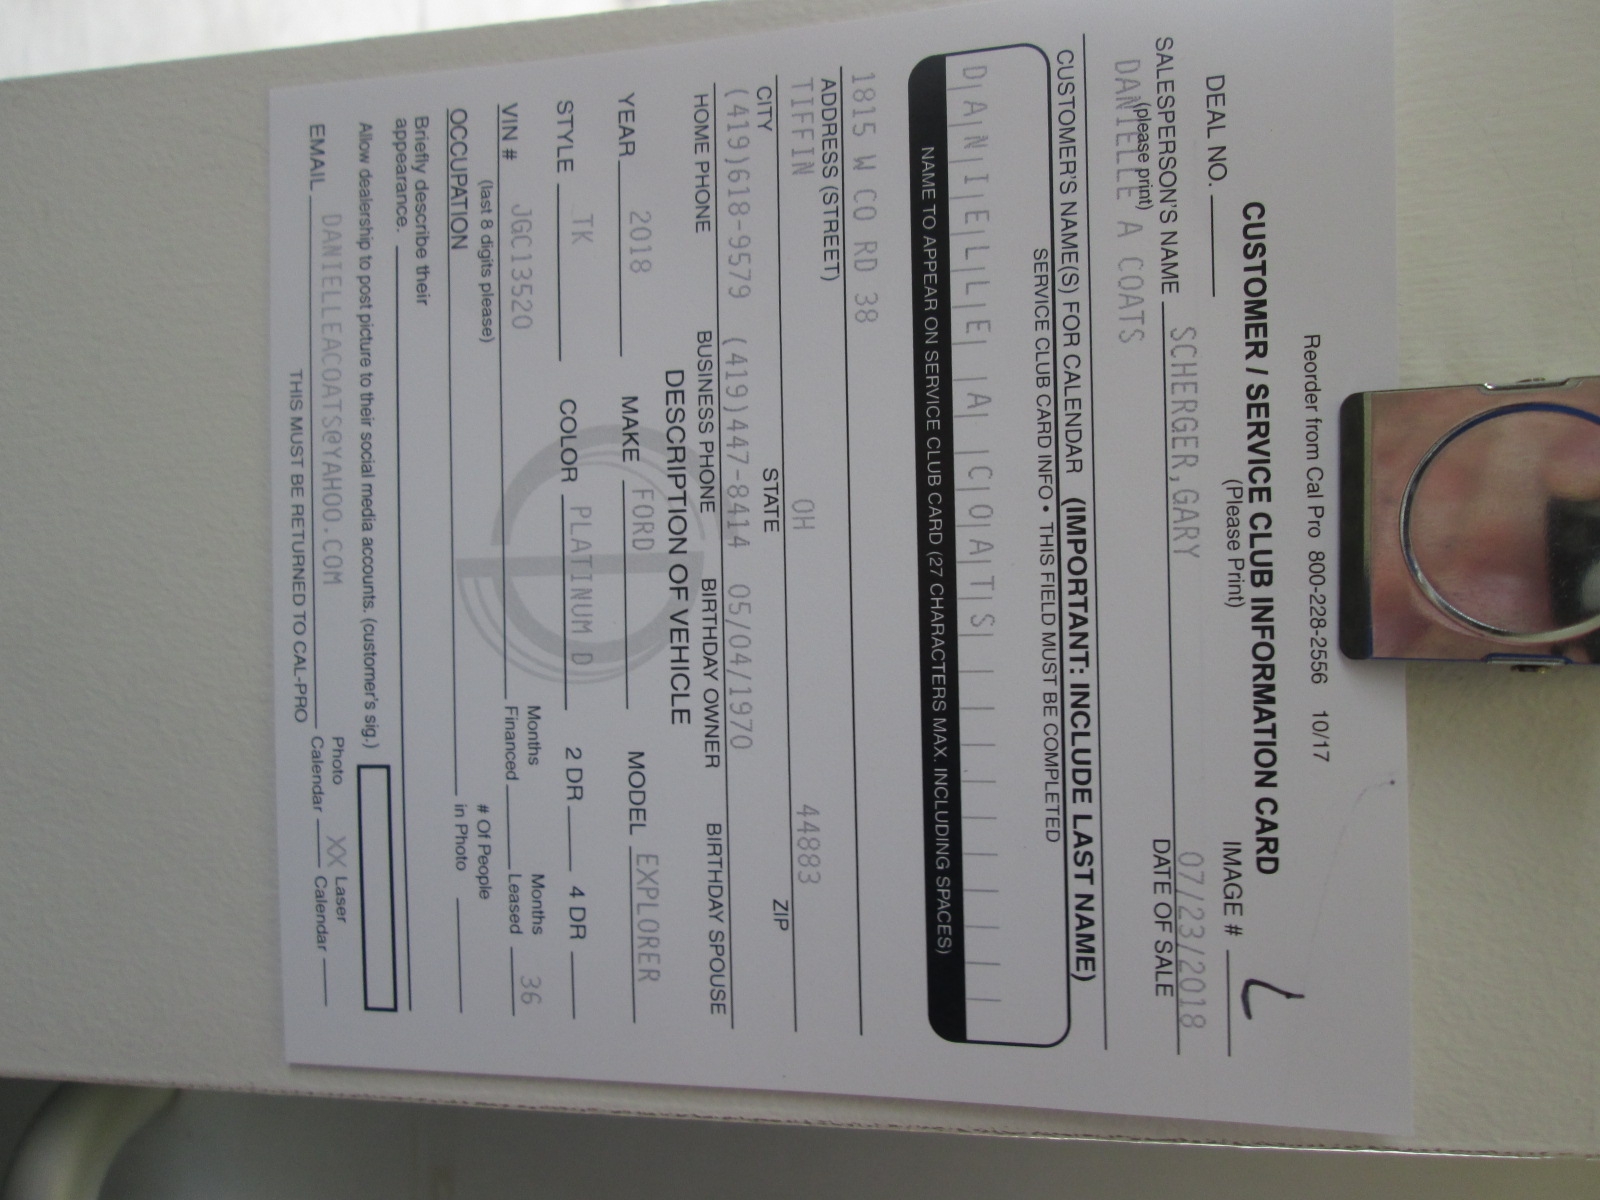 Reorder from Cal Pro 800-228-2556 10/17
CUSTOMER / SERVICE CLUB INFORMATION CARD
(Please Print)
DEAL NO. IMAGE #
SCHERGER,GARY 07/23/2018
SALESPERSON'S NAME DATE OF SALE
(please print)
DANIELLE A COATS
CUSTOMER'S NAME(S) FOR CALENDAR (IMPORTANT: INCLUDE LAST NAME)
SERVICE CLUB CARD INFO • THIS FIELD MUST BE COMPLETED
DANIELLE A COATS
NAME TO APPEAR ON SERVICE CLUB CARD (27 CHARACTERS MAX. INCLUDING SPACES)
1815 W CO RD 38
ADDRESS (STREET)
TIFFIN OH 44883
CITY STATE ZIP
(419)618-9579 (419)447-8414 05/04/1970
HOME PHONE BUSINESS PHONE BIRTHDAY OWNER BIRTHDAY SPOUSE
DESCRIPTION OF VEHICLE
YEAR 2018 MAKE FORD MODEL EXPLORER
STYLE TK COLOR PLATINUM D 2 DR 4 DR
VIN # JGC13520 Months Financed Months Leased 36
(last 8 digits please)
OCCUPATION # Of People in Photo
Briefly describe their
appearance.
Allow dealership to post picture to their social media accounts. (customer's sig.)
EMAIL DANIELLEACOATS@YAHOO.COM Photo Calendar XX Laser Calendar
THIS MUST BE RETURNED TO CAL-PRO